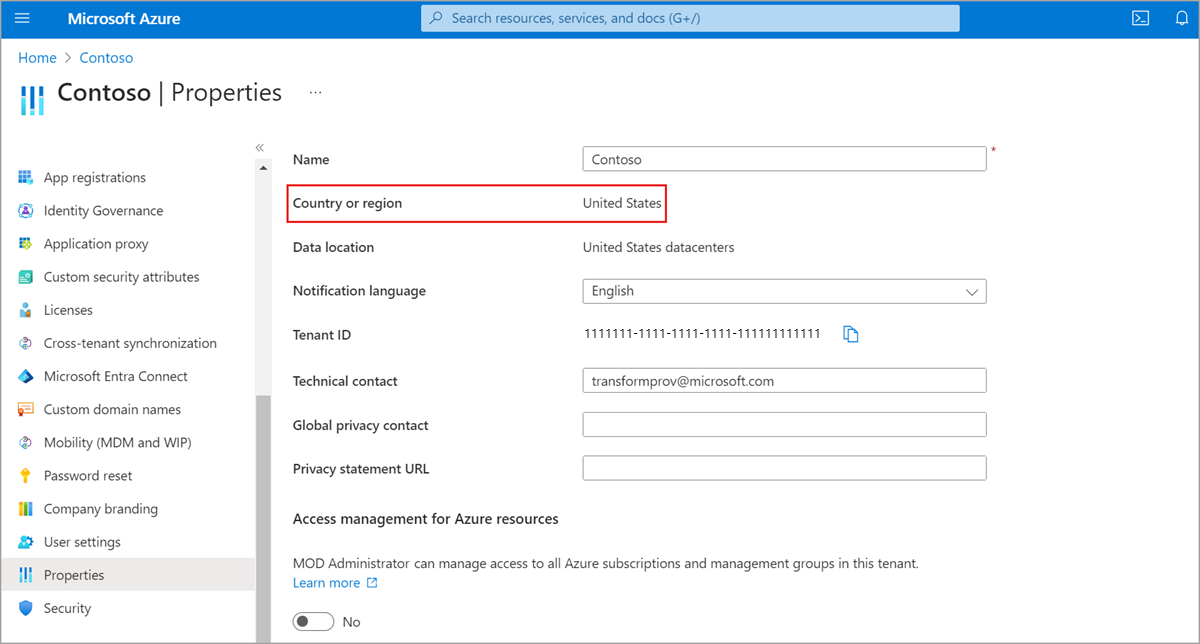 Microsoft Azure
Search resources, services, and docs (G+/)
Home > Contoso
Contoso | Properties ...
«
App registrations
Identity Governance
Application proxy
Custom security attributes
Licenses
Cross-tenant synchronization
Microsoft Entra Connect
Custom domain names
Mobility (MDM and WIP)
Password reset
Company branding
User settings
Properties
Security
Name Contoso *
Country or region United States
Data location United States datacenters
Notification language English
Tenant ID 1111111-1111-1111-1111-111111111111
Technical contact transformprov@microsoft.com
Global privacy contact
Privacy statement URL
Access management for Azure resources
MOD Administrator can manage access to all Azure subscriptions and management groups in this tenant.
Learn more
No